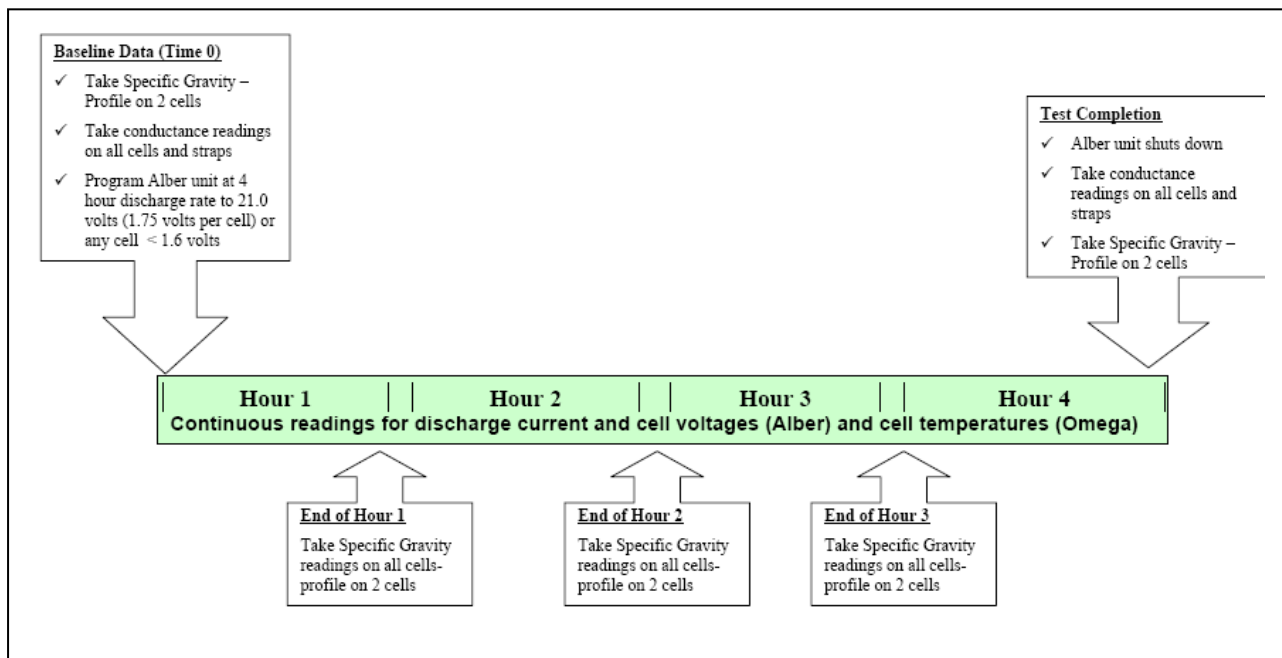 Baseline Data (Time 0)
✓ Take Specific Gravity –
Profile on 2 cells
✓ Take conductance readings
on all cells and straps
✓ Program Alber unit at 4
hour discharge rate to 21.0
volts (1.75 volts per cell) or
any cell < 1.6 volts
Test Completion
✓ Alber unit shuts down
✓ Take conductance
readings on all cells and
straps
✓ Take Specific Gravity –
Profile on 2 cells
Hour 1 Hour 2 Hour 3 Hour 4
Continuous readings for discharge current and cell voltages (Alber) and cell temperatures (Omega)
End of Hour 1
Take Specific Gravity
readings on all cells-
profile on 2 cells
End of Hour 2
Take Specific Gravity
readings on all cells-
profile on 2 cells
End of Hour 3
Take Specific Gravity
readings on all cells-
profile on 2 cells